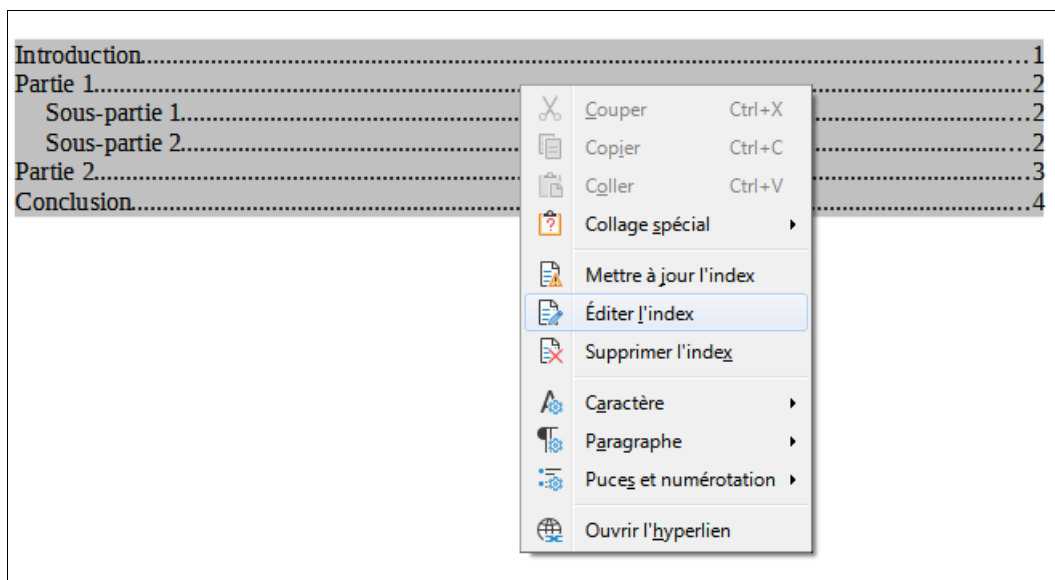 Introduction.......................................................................................................1
Partie 1.......................................................................................................2
Sous-partie 1.......................................................................................................2
Sous-partie 2.......................................................................................................2
Partie 2.......................................................................................................3
Conclusion.......................................................................................................4
Couper Ctrl+X
Copier Ctrl+C
Coller Ctrl+V
Collage spécial
Mettre à jour l'index
Éditer l'index
Supprimer l'index
Caractère
Paragraphe
Puces et numérotation
Ouvrir l'hyperlien